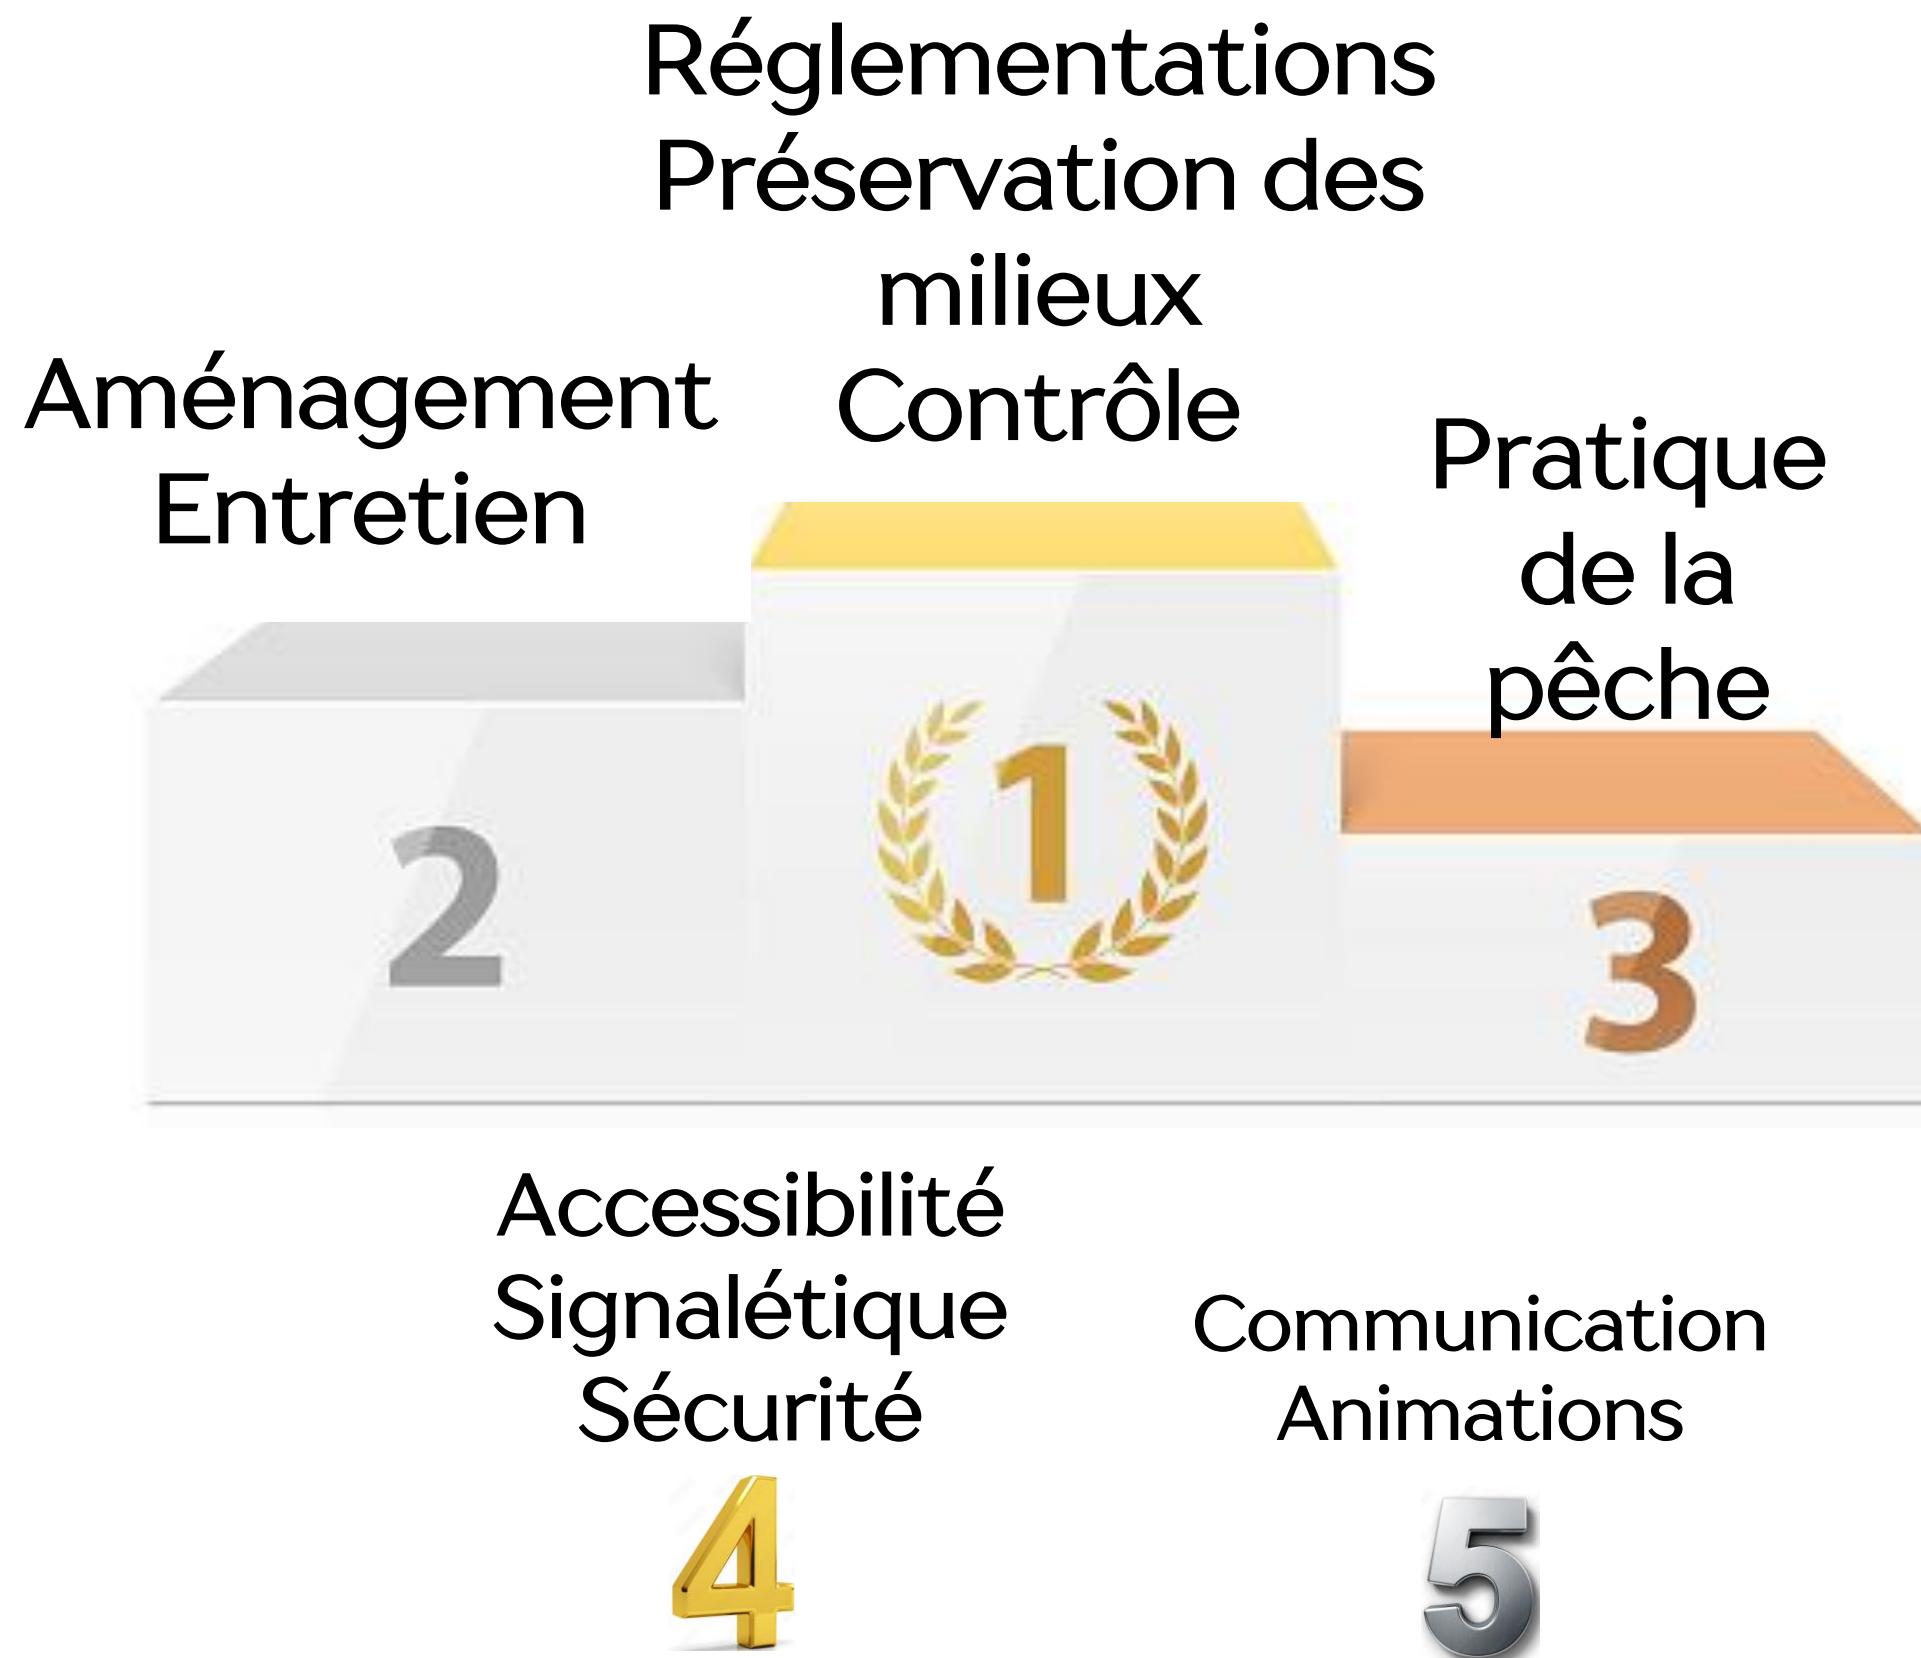 Réglementations
Préservation des
milieux
Contrôle
Aménagement
Entretien
Pratique
de la
pêche
2
1
3
Accessibilité
Signalétique
Sécurité
4
Communication
Animations
5